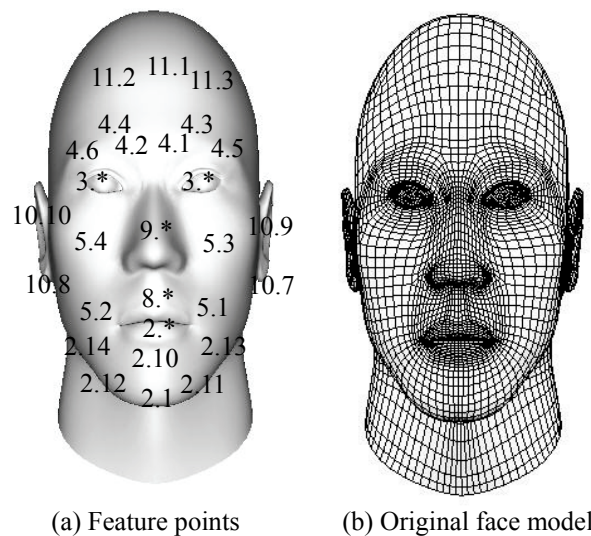 11.2 11.1 11.3
4.4 4.3
4.6 4.2 4.1 4.5
3.* 3.*
10.10 9.* 10.9
5.4 5.3
10.8 10.7
8.*
5.2 5.1
2.*
2.14 2.10 2.13
2.12 2.11
2.1
(a) Feature points (b) Original face model